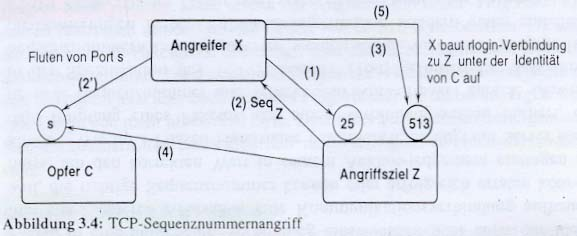 (5)
Angreifer X
Fluten von Port s
(3)
X baut rlogin-Verbindung
zu Z unter der Identität
von C auf
(2')
(1)
(2) Seq
s
25
513
(4)
Opfer C
Angriffsziel Z
Abbildung 3.4: TCP-Sequenznummernangriff